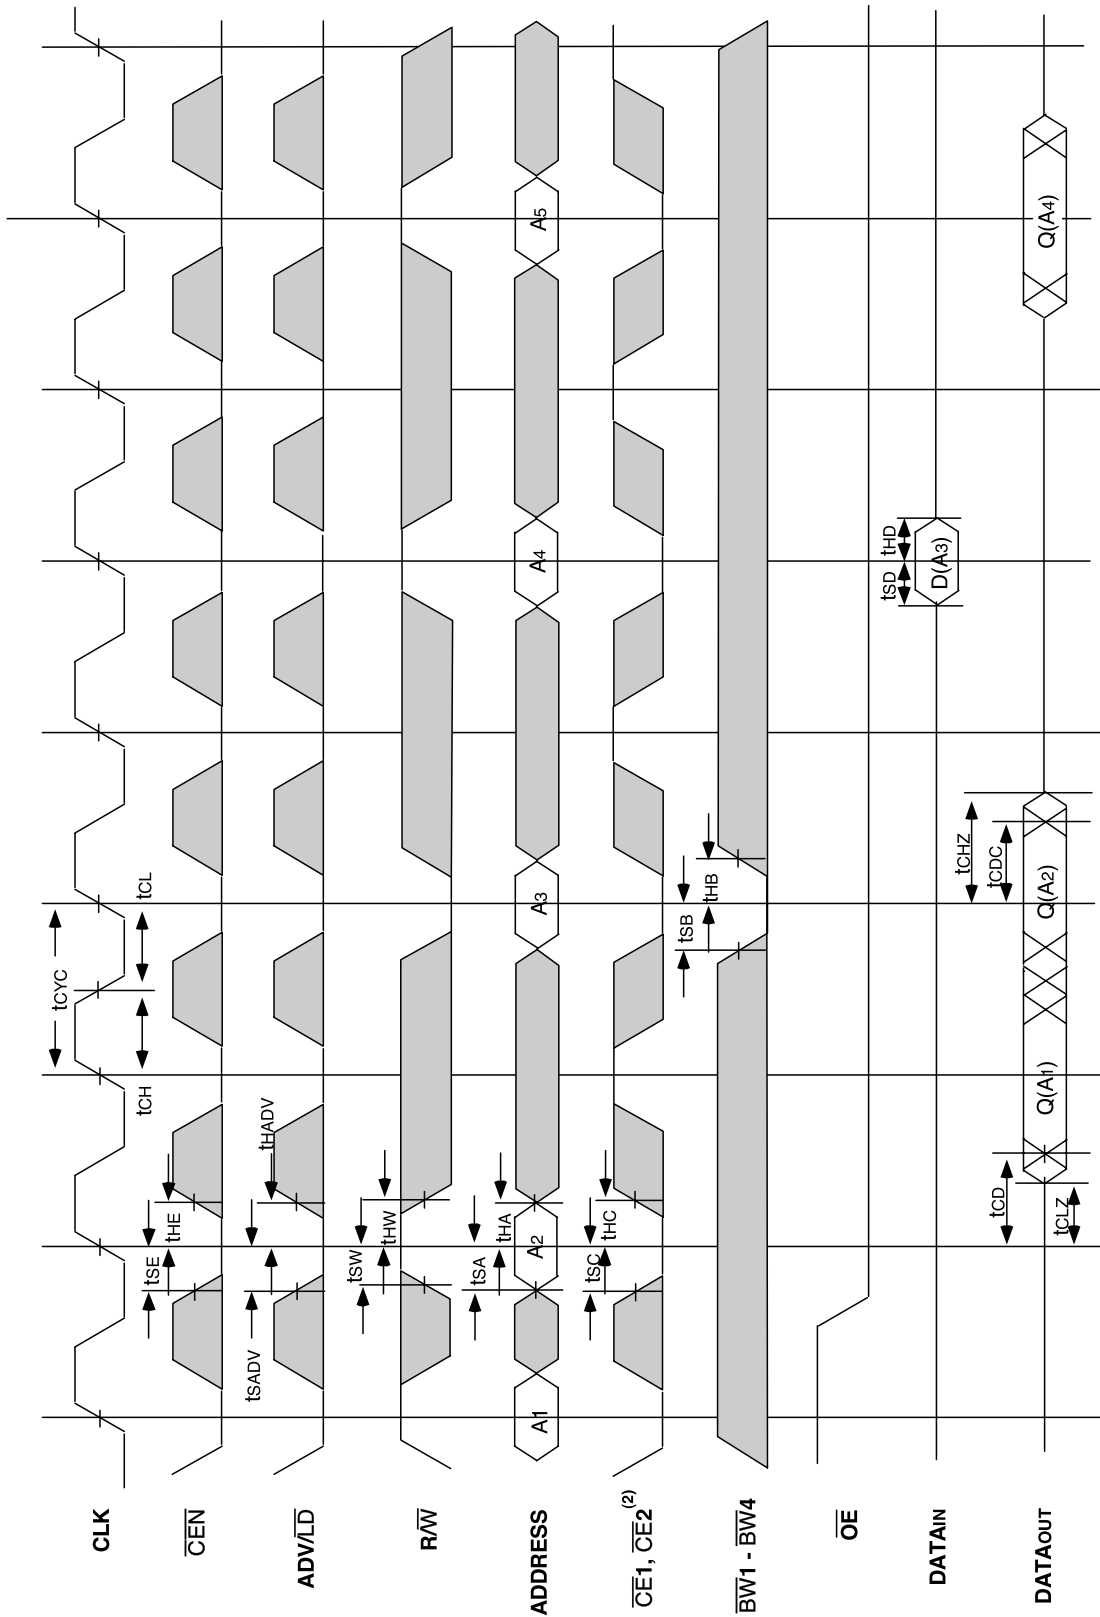 CLK
tCYC
tCH
tCL
CEN
tSE
tHE
ADV/LD
tSADV
tHADV
R/W
tSW
tHW
ADDRESS
A1
A2
A3
A4
A5
tSA
tHA
CE1, CE2(2)
tSC
tHC
BW1 - BW4
tSB
tHB
OE
DATAIN
tSD
tHD
D(A3)
DATAOUT
tCD
tCLZ
Q(A1)
Q(A2)
tCHZ
tCDC
Q(A4)